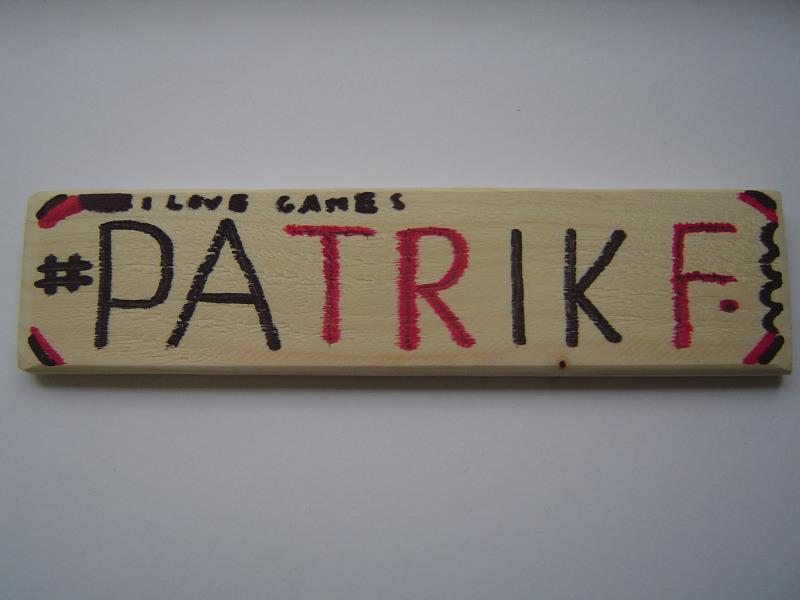 I LOVE GAMES
#PATRIK F.